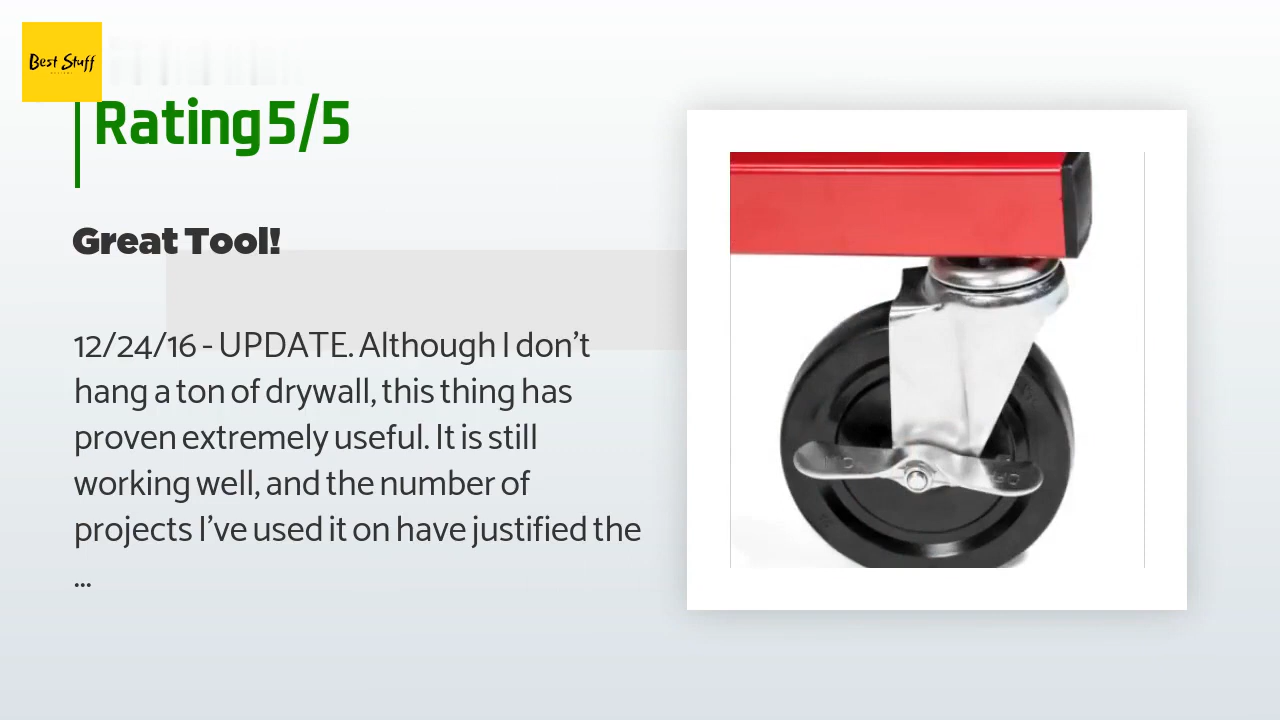 Best Stuff
Rating 5/5
Great Tool!
12/24/16 - UPDATE. Although I don't
hang a ton of drywall, this thing has
proven extremely useful. It is still
working well, and the number of
projects I've used it on have justified the
...